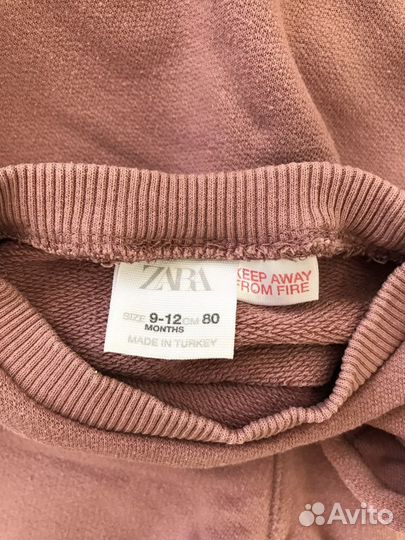 ZARA
SIZE 9-12 CM 80
MONTHS
MADE IN TURKEY
KEEP AWAY
FROM FIRE
Avito